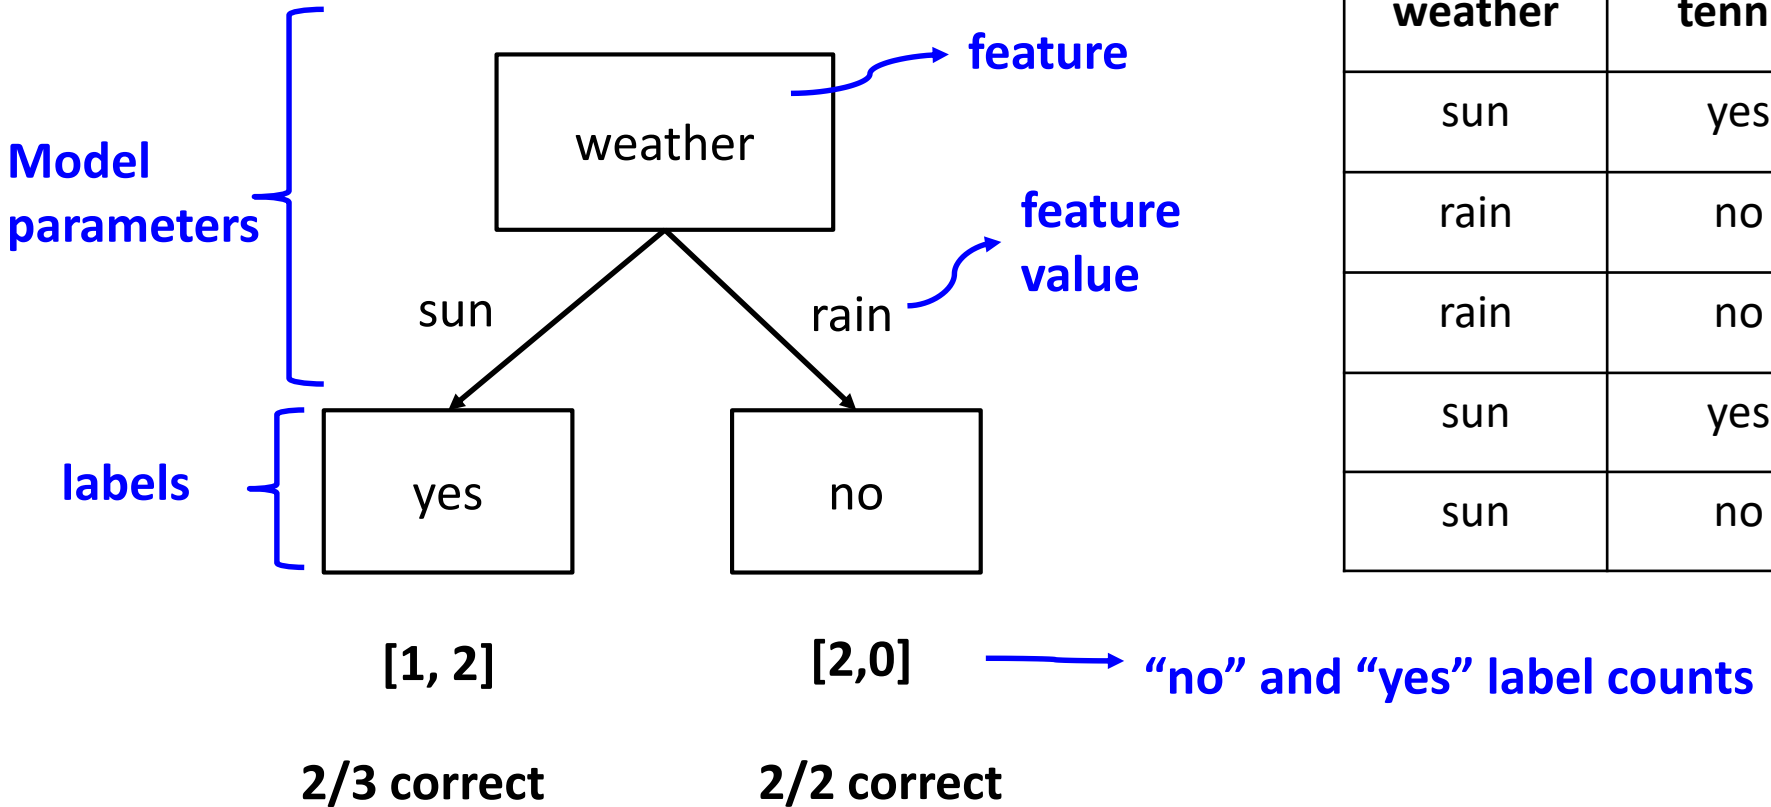 weather tenn
feature
weather
sun yes
Model
parameters
feature
value
rain no
sun
rain
rain no
sun yes
labels
yes
no
sun no
[1, 2]
[2,0]
“no” and “yes” label counts
2/3 correct
2/2 correct